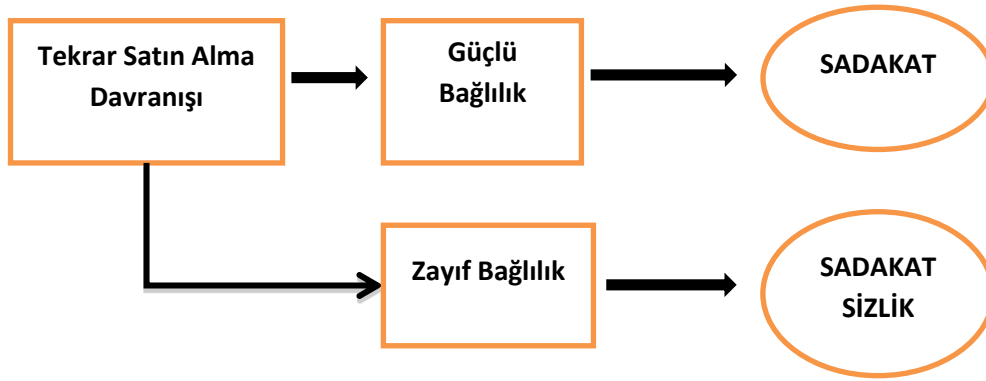 Tekrar Satın Alma
Davranışı
Güçlü
Bağlılık
SADAKAT
Zayıf Bağlılık
SADAKAT
SİZLİK